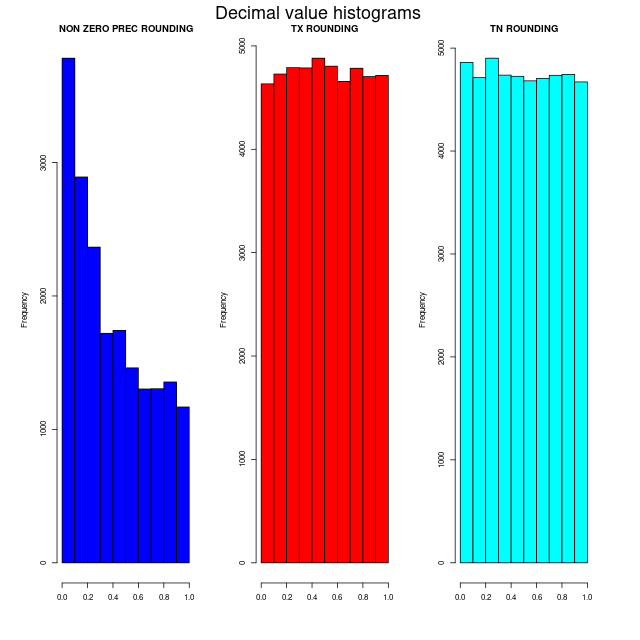 Decimal value histograms
NON ZERO PREC ROUNDING
TX ROUNDING
TN ROUNDING
Frequency
0
1000
2000
3000
0.0 0.2 0.4 0.6 0.8 1.0
Frequency
0
1000
2000
3000
4000
5000
0.0 0.2 0.4 0.6 0.8 1.0
Frequency
0
1000
2000
3000
4000
5000
0.0 0.2 0.4 0.6 0.8 1.0